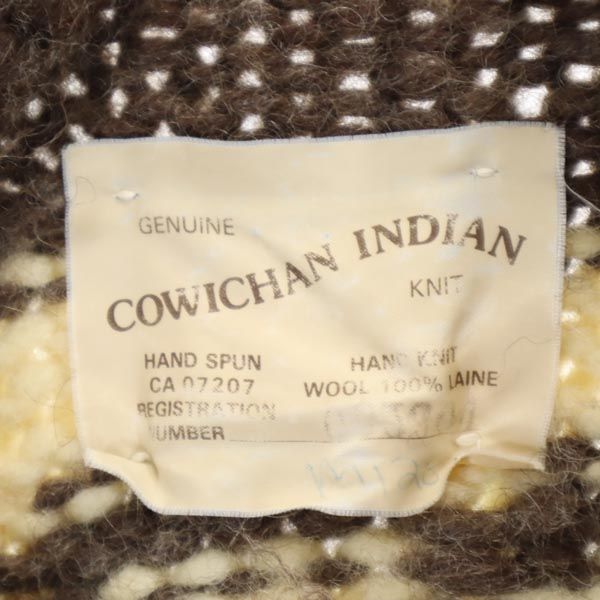 GENUINE
COWICHAN INDIAN
KNIT
HAND SPUN HAND KNIT
CA 07207 WOOL 100% LAINE
REGISTRATION
NUMBER